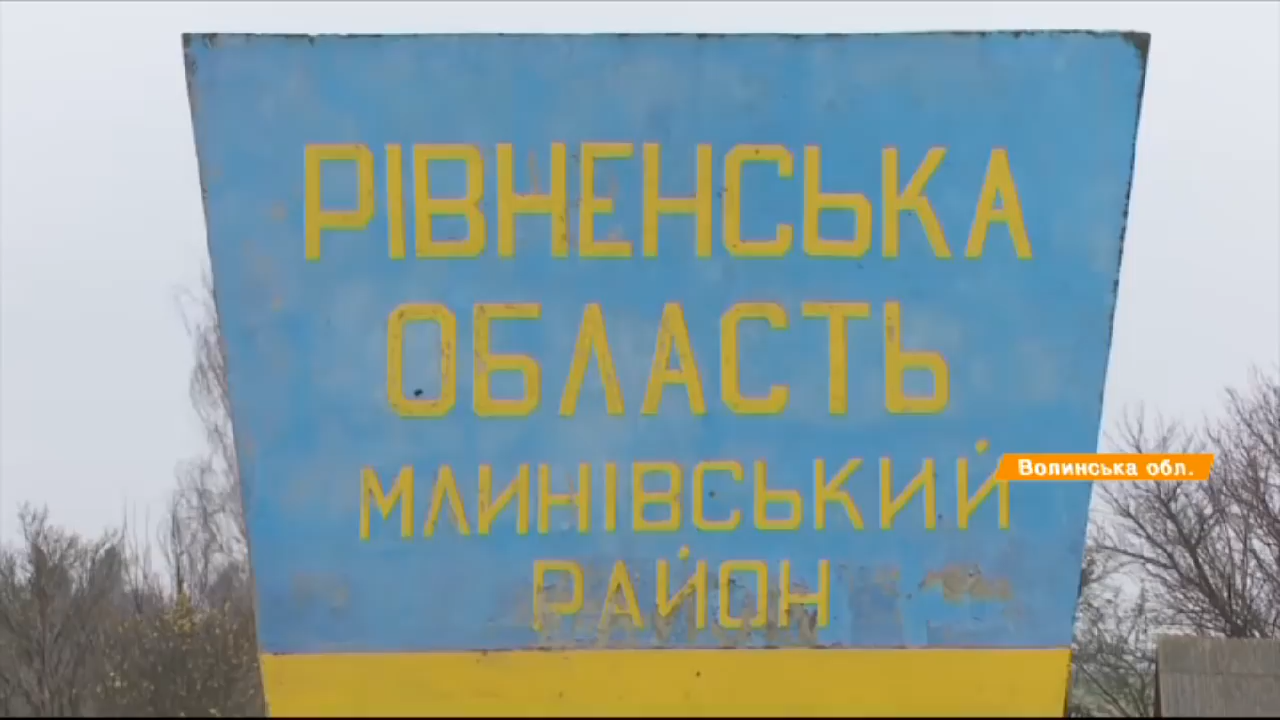 РІВНЕНСЬКА
ОБЛАСТЬ
МЛИНІВСЬКИЙ
РАЙОН
Волинська обл.